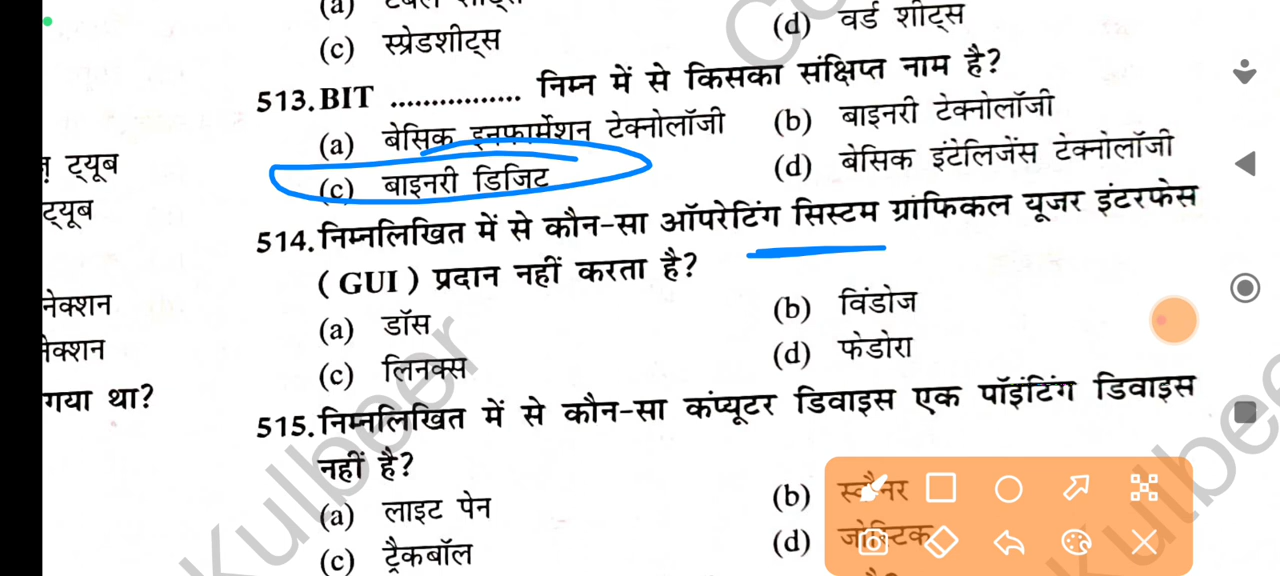 (a)
(c) स्प्रेडशीट्स
(d) वर्ड शीट्स
513. BIT ................. निम्न में से किसका संक्षिप्त नाम है?
(a) बेसिक इनफार्मेशन टेक्नोलॉजी
(b) बाइनरी टेक्नोलॉजी
(c) बाइनरी डिजिट
(d) बेसिक इंटेलिजेंस टेक्नोलॉजी
514. निम्नलिखित में से कौन-सा ऑपरेटिंग सिस्टम ग्रांफिकल यूजर इंटरफेस
( GUI ) प्रदान नहीं करता है?
(a) डॉस
(b) विंडोज
(c) लिनक्स
(d) फेडोरा
515. निम्नलिखित में से कौन-सा कंप्यूटर डिवाइस एक पॉइंटिंग डिवाइस
नहीं है?
(a) लाइट पेन
(b) स्कैनर
(c) ट्रैकबॉल
(d) जोस्टिक
ट्यूब
ट्यूब
नेक्शन
नेक्शन
गया था?
Kulbeer